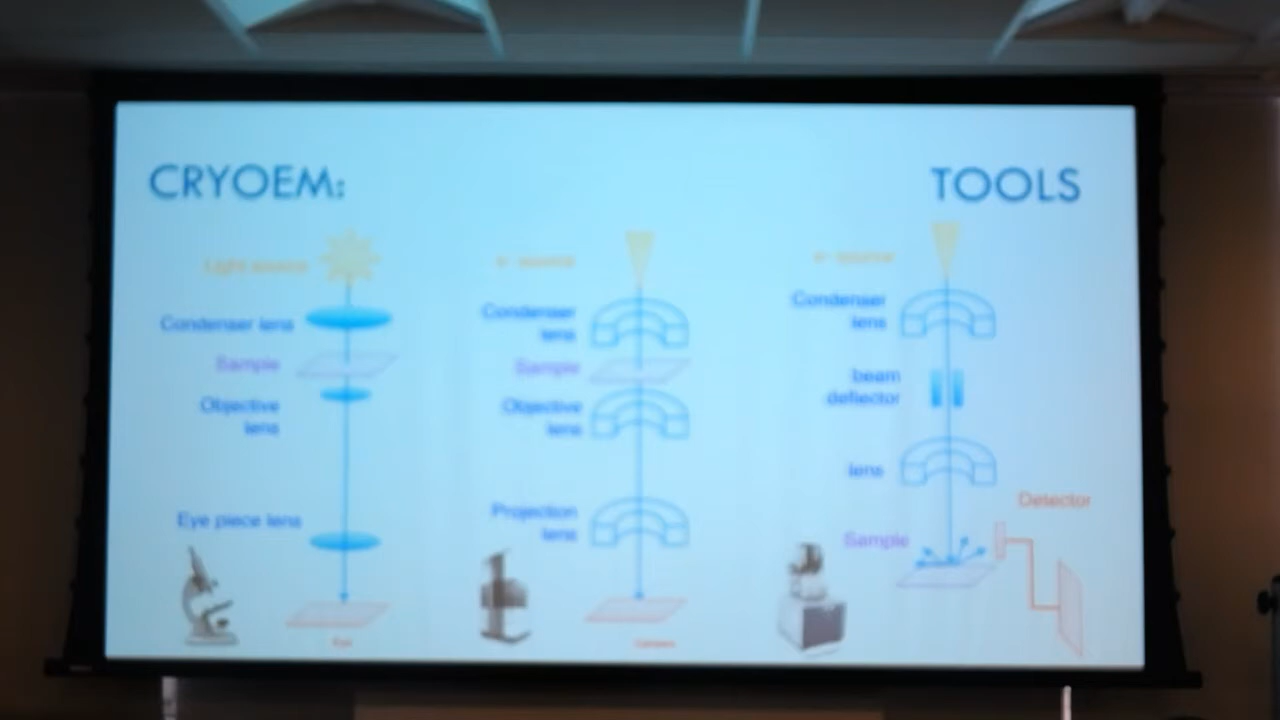 CRYOEM:
TOOLS
Light source
Condenser lens
Sample
Objective
lens
Eye piece lens
Condenser
lens
Sample
Objective
lens
Projection
lens
source
Condenser
lens
beam
deflector
lens
Sample
Detector